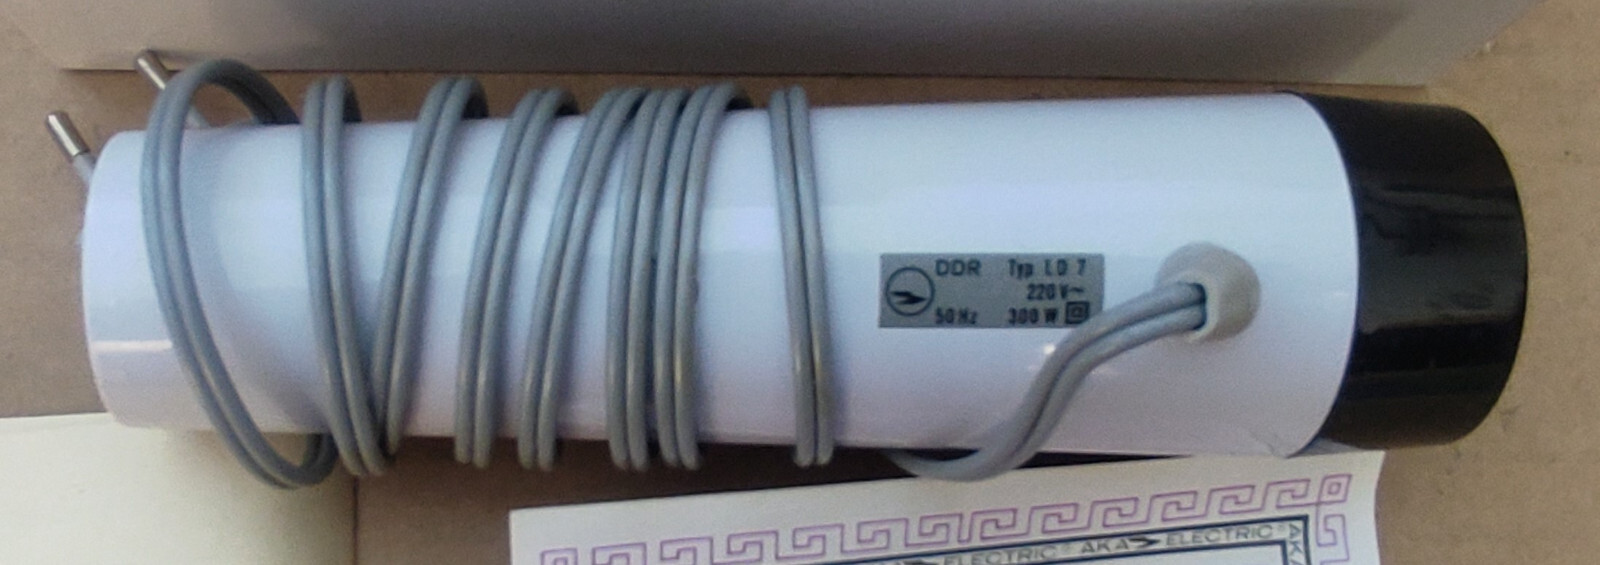 DDR Typ LD 7
220 V~
50 Hz 300 W
ELECTRIC® AKA ELECTRIC® AKA